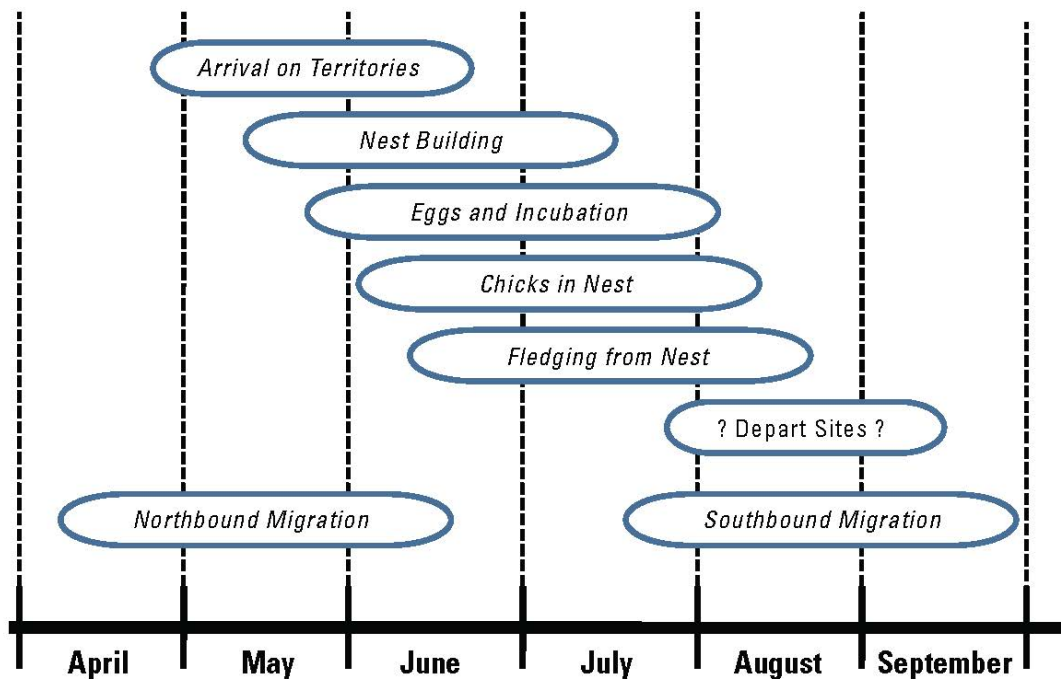 Arrival on Territories
Nest Building
Eggs and Incubation
Chicks in Nest
Fledging from Nest
? Depart Sites ?
Northbound Migration Southbound Migration
April May June July August September